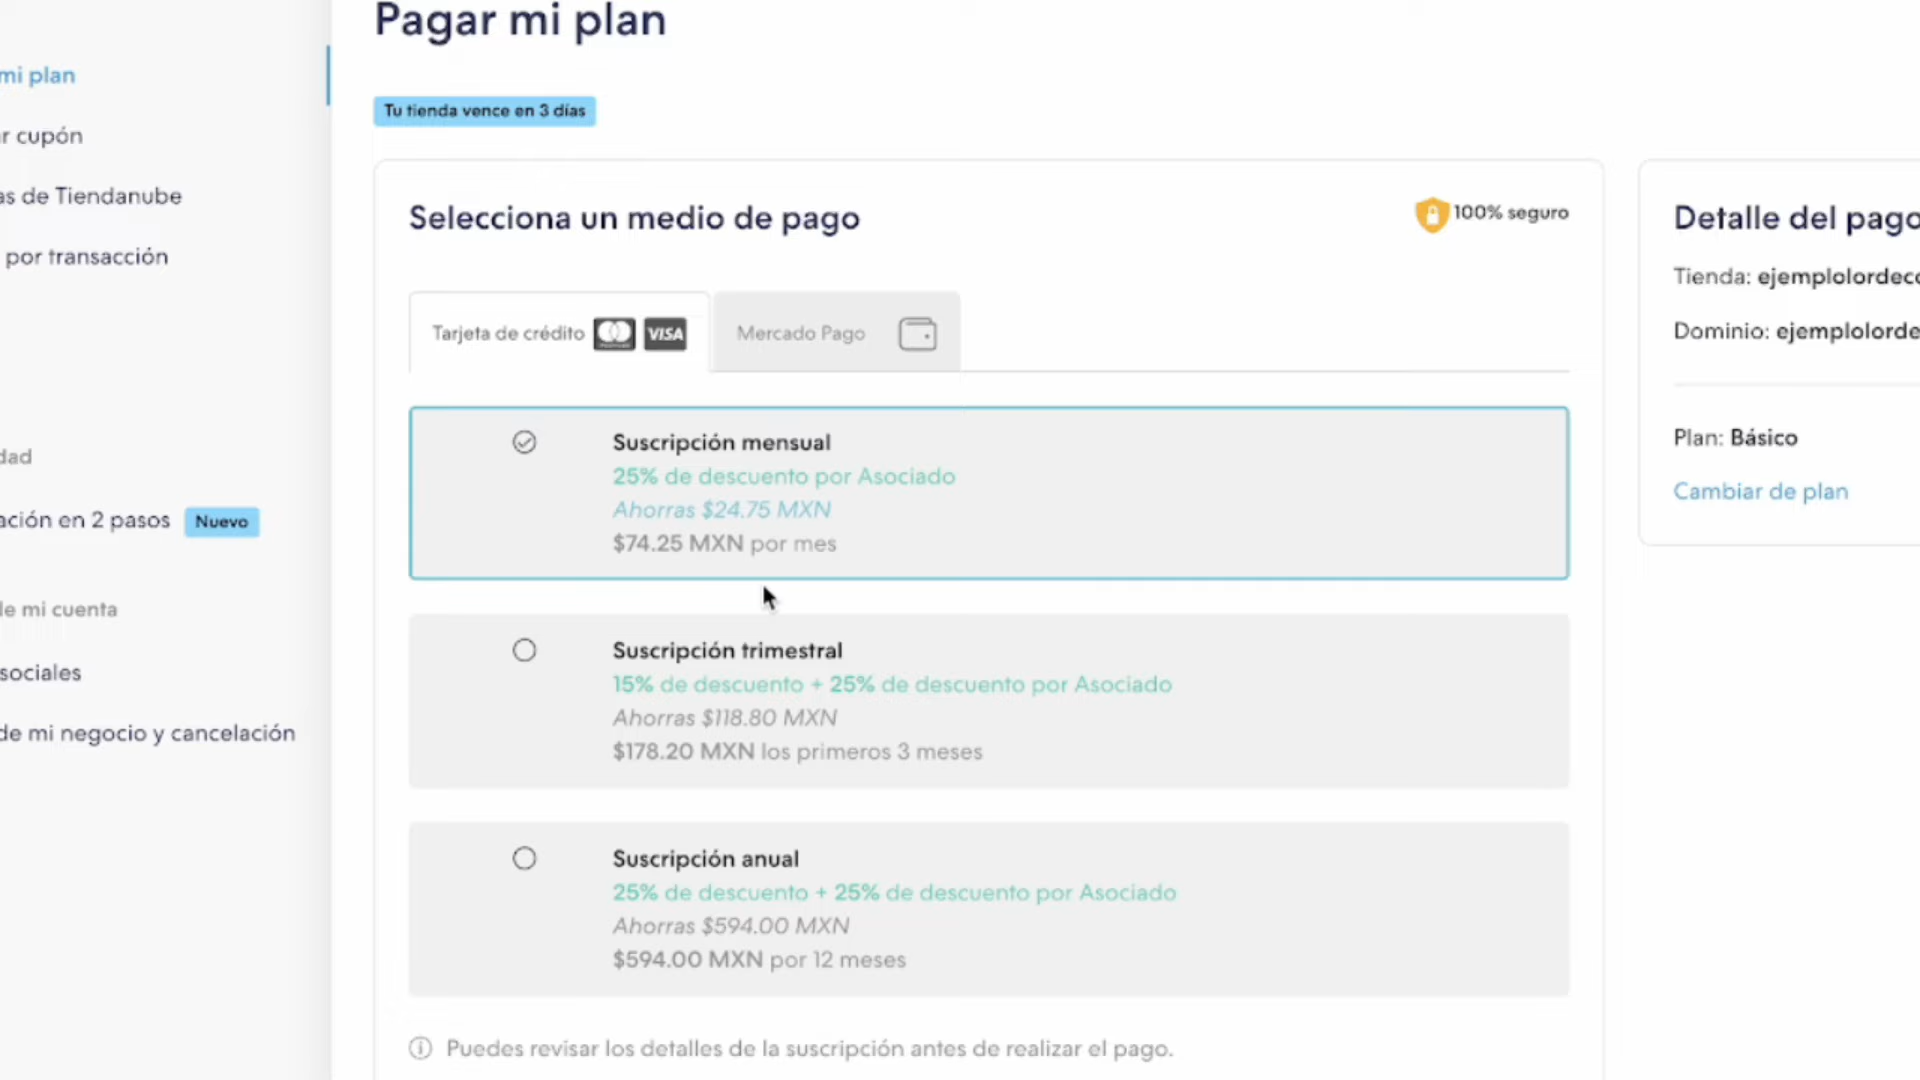 Pagar mi plan
mi plan
Tu tienda vence en 3 días
r cupón
as de Tiendanube
por transacción
dad
ación en 2 pasos Nuevo
de mi cuenta
sociales
de mi negocio y cancelación
Selecciona un medio de pago
100% seguro
Tarjeta de crédito VISA
Mercado Pago
Suscripción mensual
25% de descuento por Asociado
Ahorras $24.75 MXN
$74.25 MXN por mes
Suscripción trimestral
15% de descuento + 25% de descuento por Asociado
Ahorras $118.80 MXN
$178.20 MXN los primeros 3 meses
Suscripción anual
25% de descuento + 25% de descuento por Asociado
Ahorras $594.00 MXN
$594.00 MXN por 12 meses
Puedes revisar los detalles de la suscripción antes de realizar el pago.
Detalle del pago
Tienda: ejemplolordeco
Dominio: ejemplolorde
Plan: Básico
Cambiar de plan